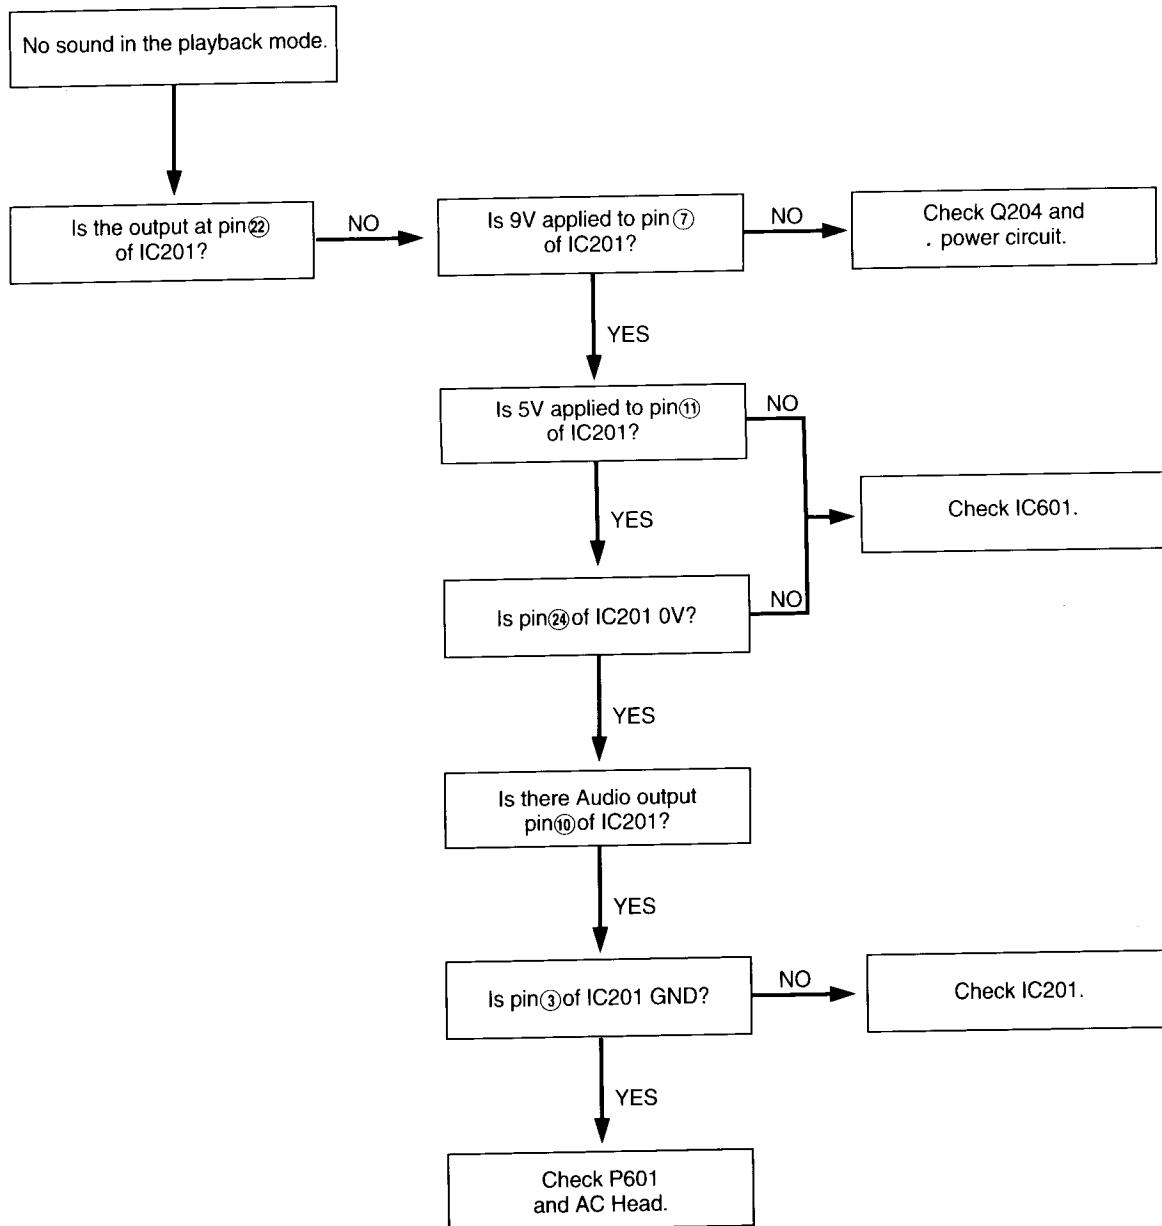 No sound in the playback mode.
Is the output at pin㉒
of IC201?
NO
Is 9V applied to pin⑦
of IC201?
NO
Check Q204 and
. power circuit.
YES
Is 5V applied to pin⑪
of IC201?
NO
YES
Check IC601.
Is pin㉔of IC201 0V?
NO
YES
Is there Audio output
pin⑩of IC201?
YES
Is pin③of IC201 GND?
NO
Check IC201.
YES
Check P601
and AC Head.